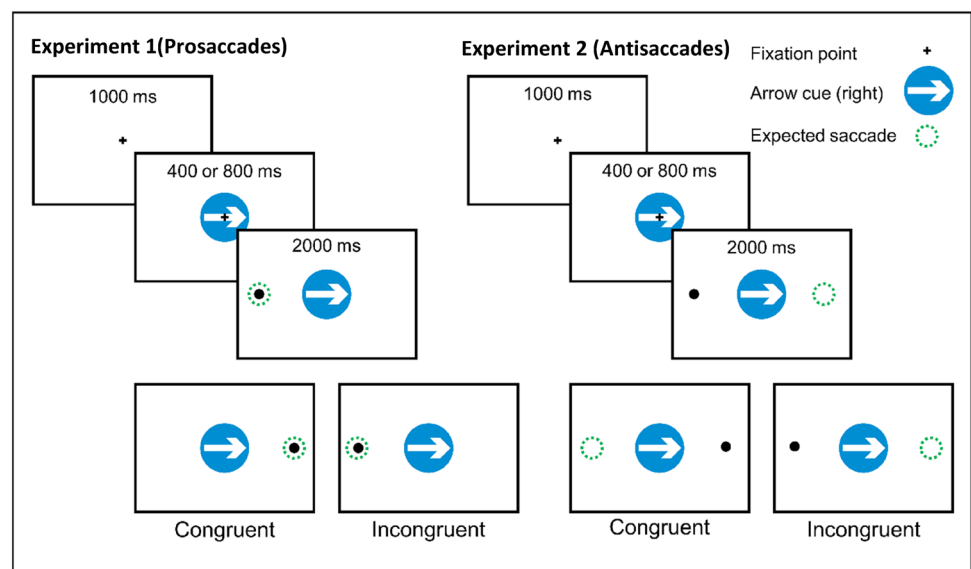 Experiment 1(Prosaccades)
1000 ms
400 or 800 ms
2000 ms
Congruent
Incongruent
Experiment 2 (Antisaccades)
1000 ms
400 or 800 ms
2000 ms
Congruent
Incongruent
Fixation point
Arrow cue (right)
Expected saccade